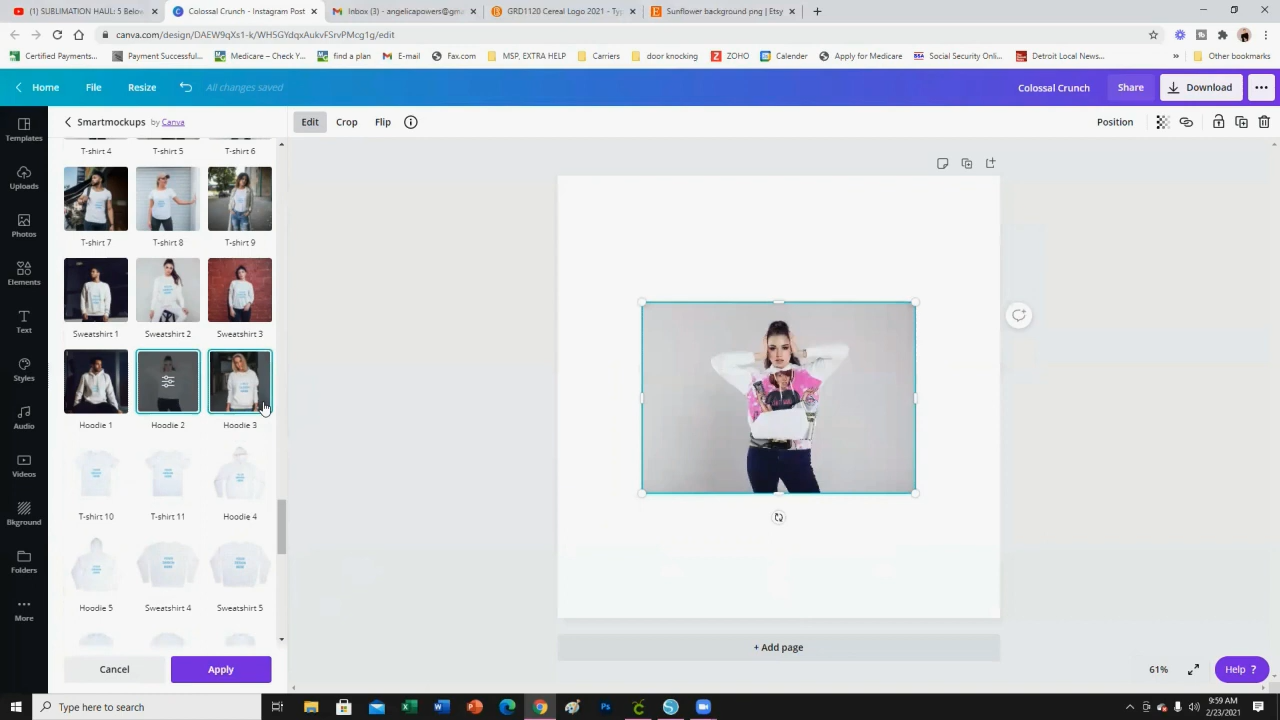 (1) SUBLIMATION HAUL: 5 Below
Colossal Crunch - Instagram Post
Inbox (3) - angelicapowers@gma
GRD1120 Cereal Logo 2021 - Typ
Sunflower background png | Etsy
canva.com/design/DAEW9qXs1-k/WH5GYdqxAukvFSrvPMcg1g/edit
Certified Payments...
Payment Successful...
Medicare – Check Y...
find a plan
E-mail
Fax.com
MSP, EXTRA HELP
Carriers
door knocking
ZOHO
Calender
Apply for Medicare
Social Security Onli...
Detroit Local News...
Other bookmarks
Home
File
Resize
All changes saved
Colossal Crunch
Share
Download
Smartmockups by Canva
Edit
Crop
Flip
Position
Templates
Uploads
Photos
Elements
Text
Styles
Audio
Videos
Bkground
Folders
More
T-shirt 4
T-shirt 5
T-shirt 6
T-shirt 7
T-shirt 8
T-shirt 9
Sweatshirt 1
Sweatshirt 2
Sweatshirt 3
Hoodie 1
Hoodie 2
Hoodie 3
T-shirt 10
T-shirt 11
Hoodie 4
Hoodie 5
Sweatshirt 4
Sweatshirt 5
Cancel
Apply
+ Add page
61%
Help ?
Type here to search
9:59 AM
2/23/2021